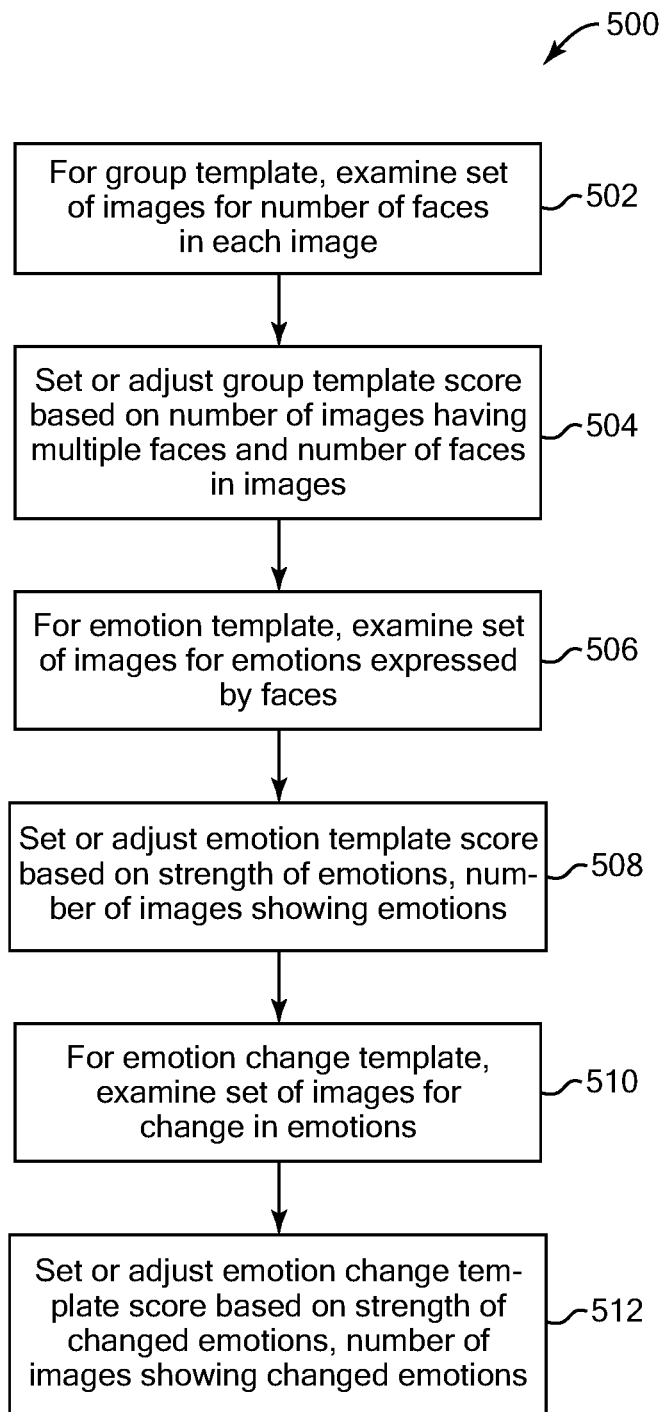 500
For group template, examine set
of images for number of faces
in each image
502
Set or adjust group template score
based on number of images having
multiple faces and number of faces
in images
504
For emotion template, examine set
of images for emotions expressed
by faces
506
Set or adjust emotion template score
based on strength of emotions, num-
ber of images showing emotions
508
For emotion change template,
examine set of images for
change in emotions
510
Set or adjust emotion change tem-
plate score based on strength of
changed emotions, number of
images showing changed emotions
512